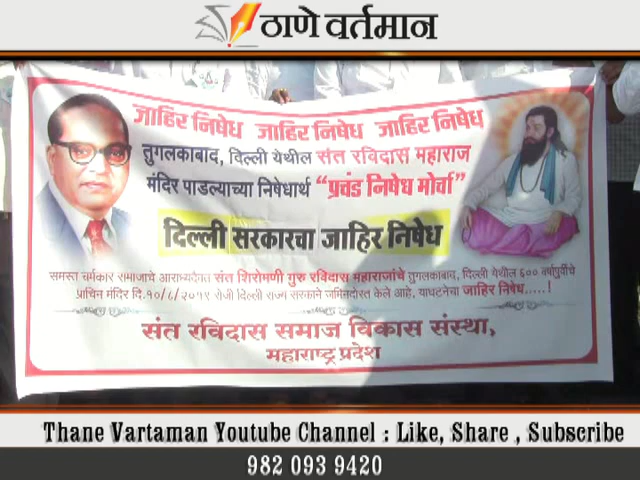 ठाणे वर्तमान
जाहिर निषेध जाहिर निषेध जाहिर निषेध
तुगलकाबाद, दिल्ली येथील संत रविदास महाराज
मंदिर पाडल्याच्या निषेधार्थ "प्रचंड निषेध मोर्चा"
दिल्ली सरकारचा जाहिर निषेध
समस्त चर्मकार समाजाचे आराध्यदैवत संत शिरोमणी गुरु रविदास महाराजांचे तुगलकाबाद, दिल्ली येथील ६०० वर्षापुर्वीचे
प्राचिन मंदिर दि.१०/८/२०१९ रोजी दिल्ली राज्य सरकारने जमिनदोस्त केले आहे, याघटनेचा जाहिर निषेध.....!
संत रविदास समाज विकास संस्था,
महाराष्ट्र प्रदेश
Thane Vartaman Youtube Channel : Like, Share , Subscribe
982 093 9420